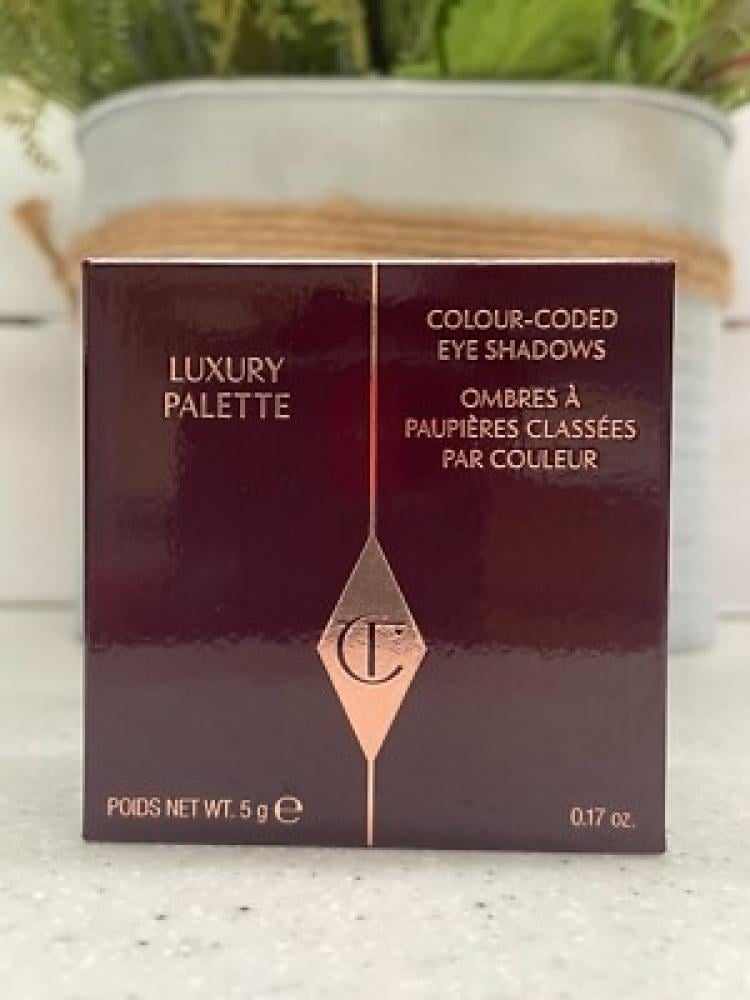 LUXURY
PALETTE
COLOUR-CODED
EYE SHADOWS
OMBRES À
PAUPIÈRES CLASSÉES
PAR COULEUR
CT
POIDS NET WT. 5 g ℮
0.17 oz.